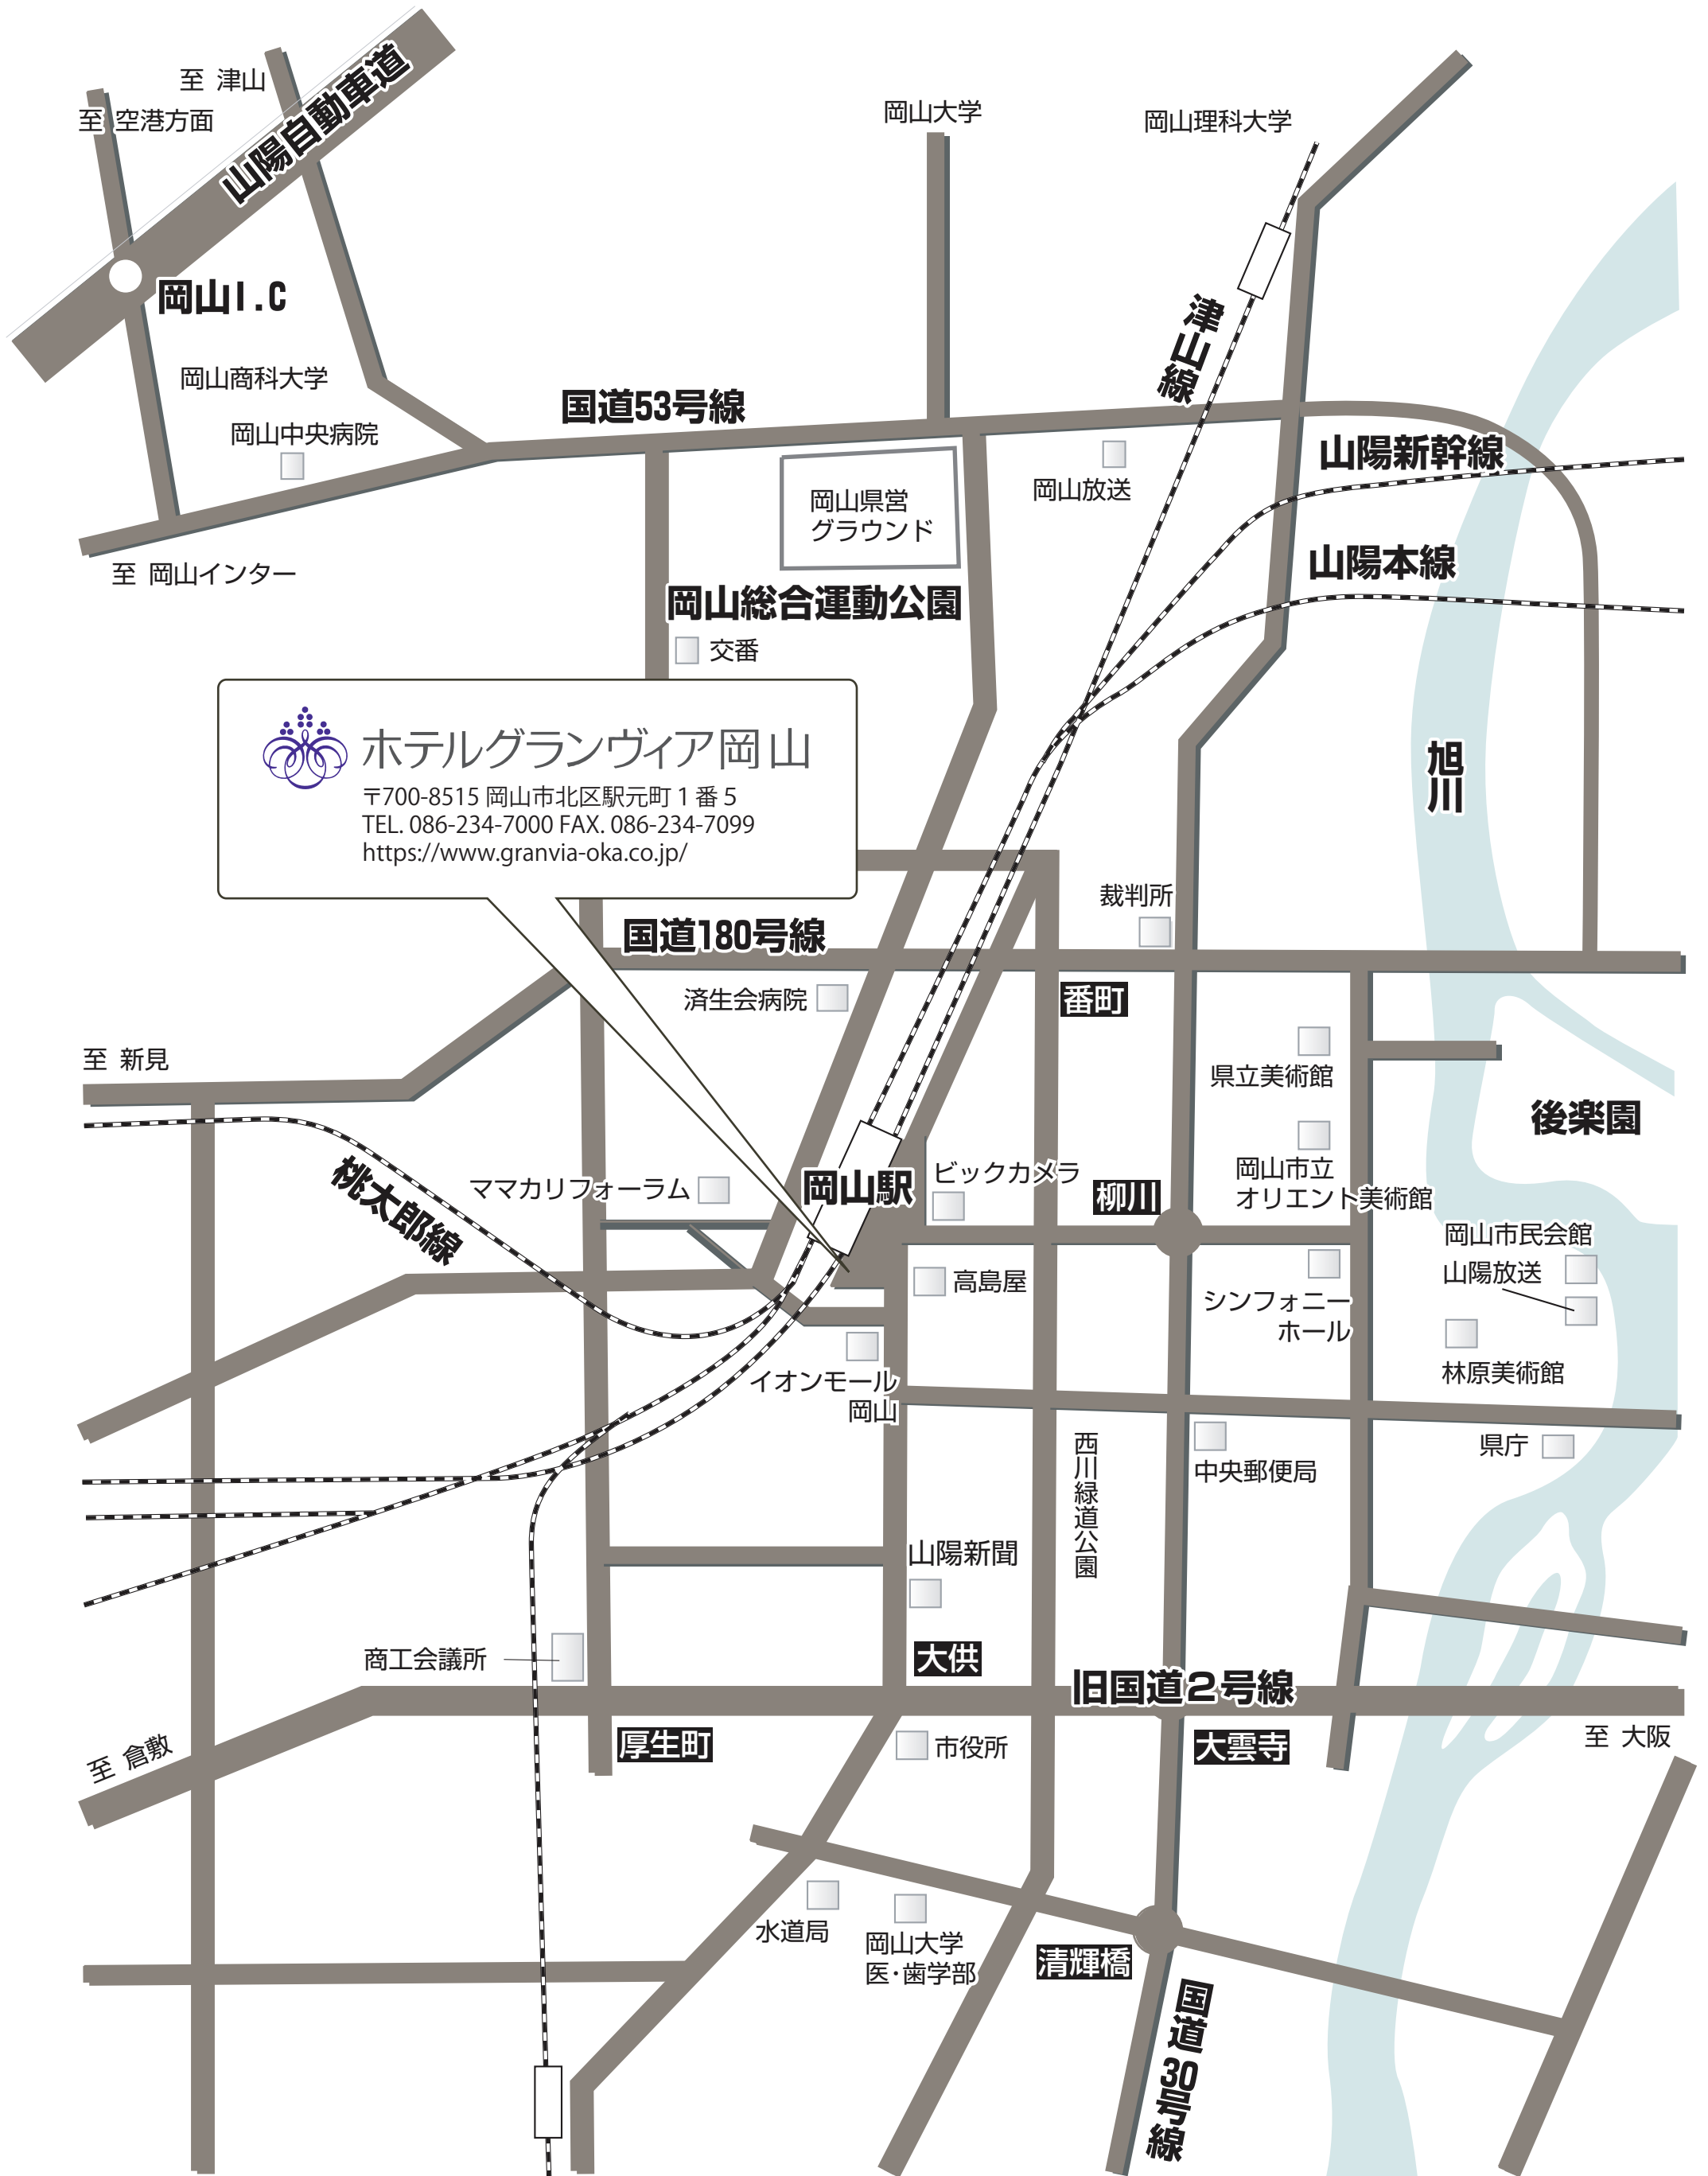 至 津山
至 空港方面
山陽自動車道
岡山I.C
岡山大学
岡山理科大学
津山線
岡山商科大学
岡山中央病院
国道53号線
至 岡山インター
岡山県営
グラウンド
岡山放送
山陽新幹線
山陽本線
岡山総合運動公園
交番
ホテルグランヴィア岡山
〒700-8515 岡山市北区駅元町1番5
TEL. 086-234-7000 FAX. 086-234-7099
https://www.granvia-oka.co.jp/
旭川
裁判所
国道180号線
済生会病院
番町
至 新見
県立美術館
後楽園
桃太郎線
ママカリフォーラム
岡山駅
ビックカメラ
柳川
岡山市立
オリエント美術館
岡山市民会館
山陽放送
高島屋
シンフォニー
ホール
林原美術館
イオンモール
岡山
西川緑道公園
中央郵便局
県庁
山陽新聞
商工会議所
大供
旧国道2号線
至 倉敷
厚生町
市役所
大雲寺
至 大阪
水道局
岡山大学
医・歯学部
清輝橋
国道30号線